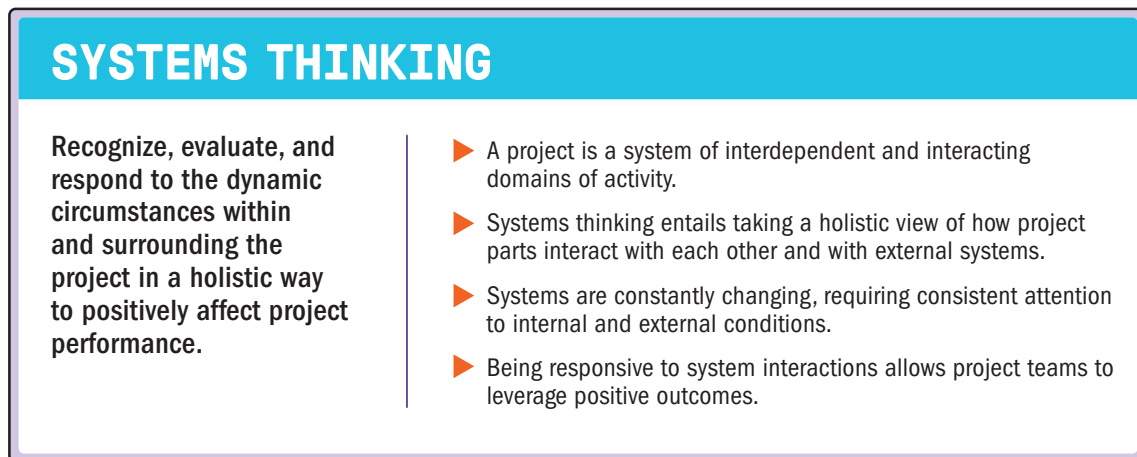 SYSTEMS THINKING
Recognize, evaluate, and
respond to the dynamic
circumstances within
and surrounding the
project in a holistic way
to positively affect project
performance.
A project is a system of interdependent and interacting
domains of activity.
Systems thinking entails taking a holistic view of how project
parts interact with each other and with external systems.
Systems are constantly changing, requiring consistent attention
to internal and external conditions.
Being responsive to system interactions allows project teams to
leverage positive outcomes.